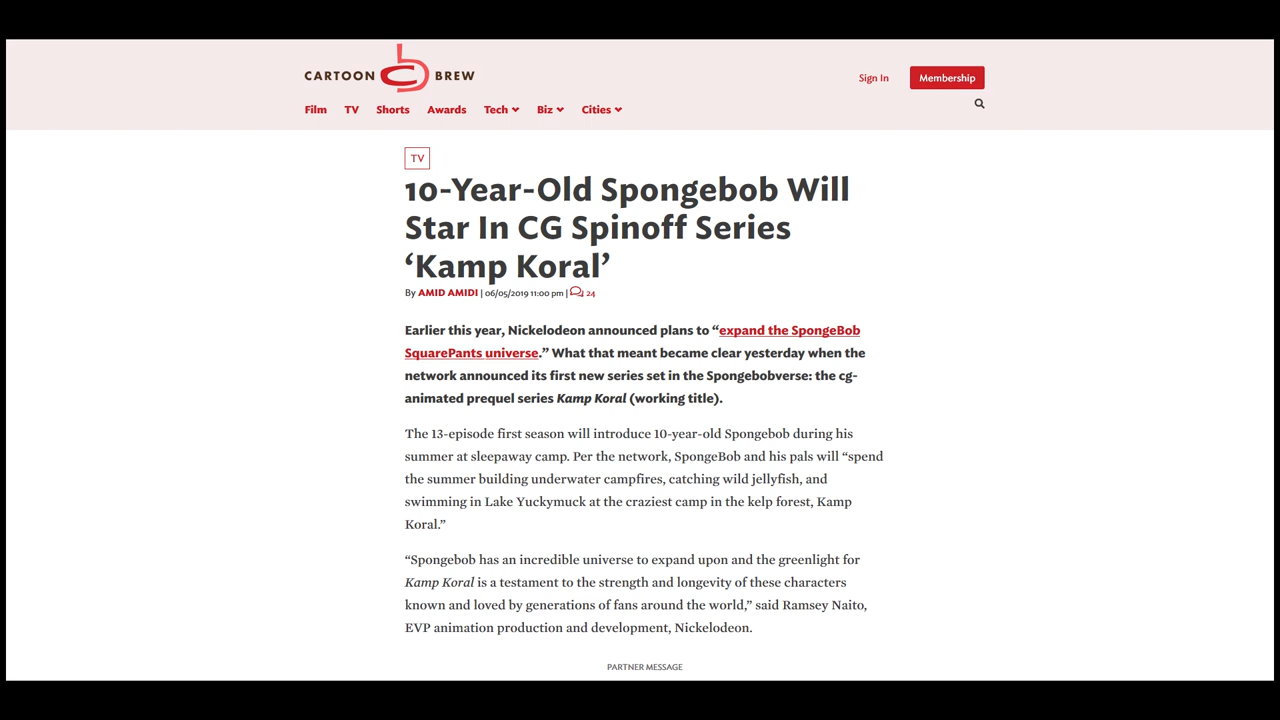 CARTOON BREW
Sign In
Membership
Film TV Shorts Awards Tech Biz Cities
TV
10-Year-Old Spongebob Will
Star In CG Spinoff Series
‘Kamp Koral’
By AMID AMIDI | 06/05/2019 11:00 pm | 24
Earlier this year, Nickelodeon announced plans to “expand the SpongeBob
SquarePants universe.” What that meant became clear yesterday when the
network announced its first new series set in the Spongebobverse: the cg-
animated prequel series Kamp Koral (working title).
The 13-episode first season will introduce 10-year-old Spongebob during his
summer at sleepaway camp. Per the network, SpongeBob and his pals will “spend
the summer building underwater campfires, catching wild jellyfish, and
swimming in Lake Yuckymuck at the craziest camp in the kelp forest, Kamp
Koral.”
“Spongebob has an incredible universe to expand upon and the greenlight for
Kamp Koral is a testament to the strength and longevity of these characters
known and loved by generations of fans around the world,” said Ramsey Naito,
EVP animation production and development, Nickelodeon.
PARTNER MESSAGE